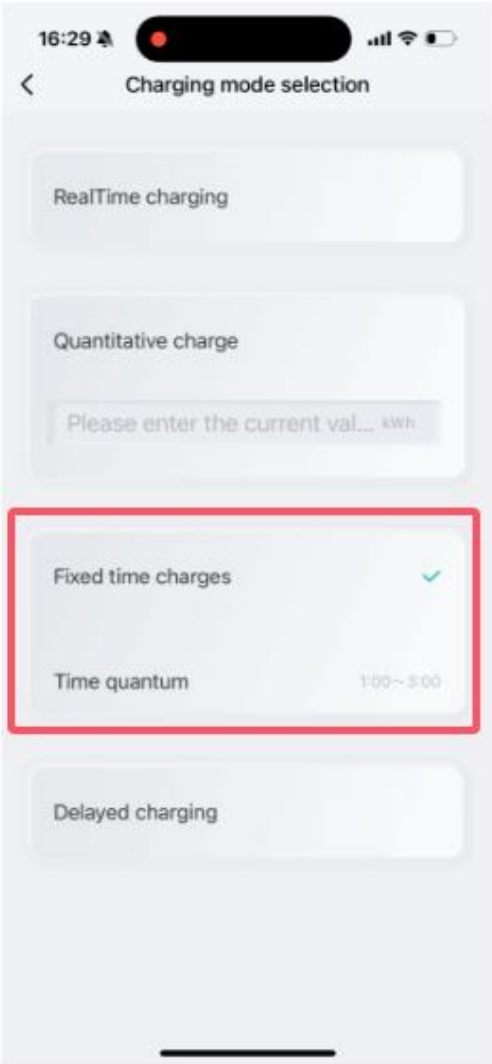 16:29
Charging mode selection
RealTime charging
Quantitative charge
Please enter the current val... kWh
Fixed time charges
Time quantum 1:00~3:00
Delayed charging